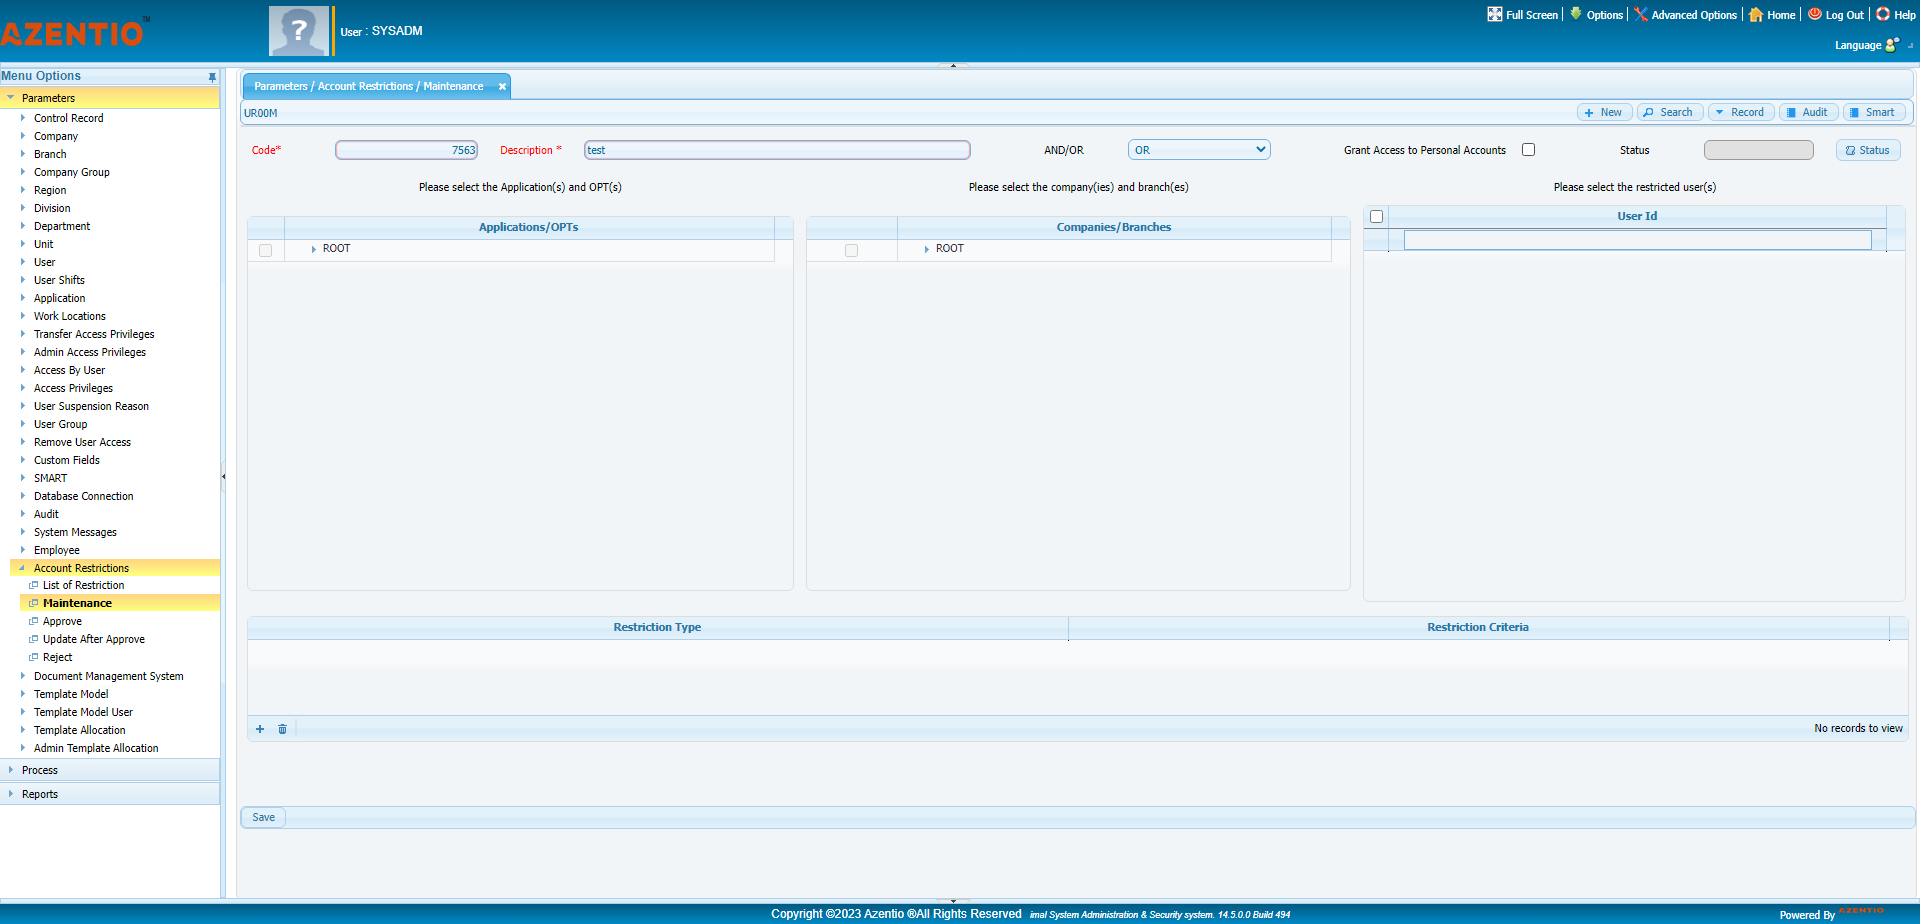 AZENTIO™
User : SYSADM
Full Screen
Options
Advanced Options
Home
Log Out
Help
Language
Menu Options
Parameters
Control Record
Company
Branch
Company Group
Region
Division
Department
Unit
User
User Shifts
Application
Work Locations
Transfer Access Privileges
Admin Access Privileges
Access By User
Access Privileges
User Suspension Reason
User Group
Remove User Access
Custom Fields
SMART
Database Connection
Audit
System Messages
Employee
Account Restrictions
List of Restriction
Maintenance
Approve
Update After Approve
Reject
Document Management System
Template Model
Template Model User
Template Allocation
Admin Template Allocation
Process
Reports
Parameters / Account Restrictions / Maintenance
UR00M
New
Search
Record
Audit
Smart
Code* 7563 Description * test AND/OR OR Grant Access to Personal Accounts Status Status
Please select the Application(s) and OPT(s)
Please select the company(ies) and branch(es)
Please select the restricted user(s)
Applications/OPTs
ROOT
Companies/Branches
ROOT
User Id
Restriction Type
Restriction Criteria
No records to view
Save
Copyright ©2023 Azentio ®All Rights Reserved imal System Administration & Security system. 14.5.0.0 Build 494
Powered By AZENTIO